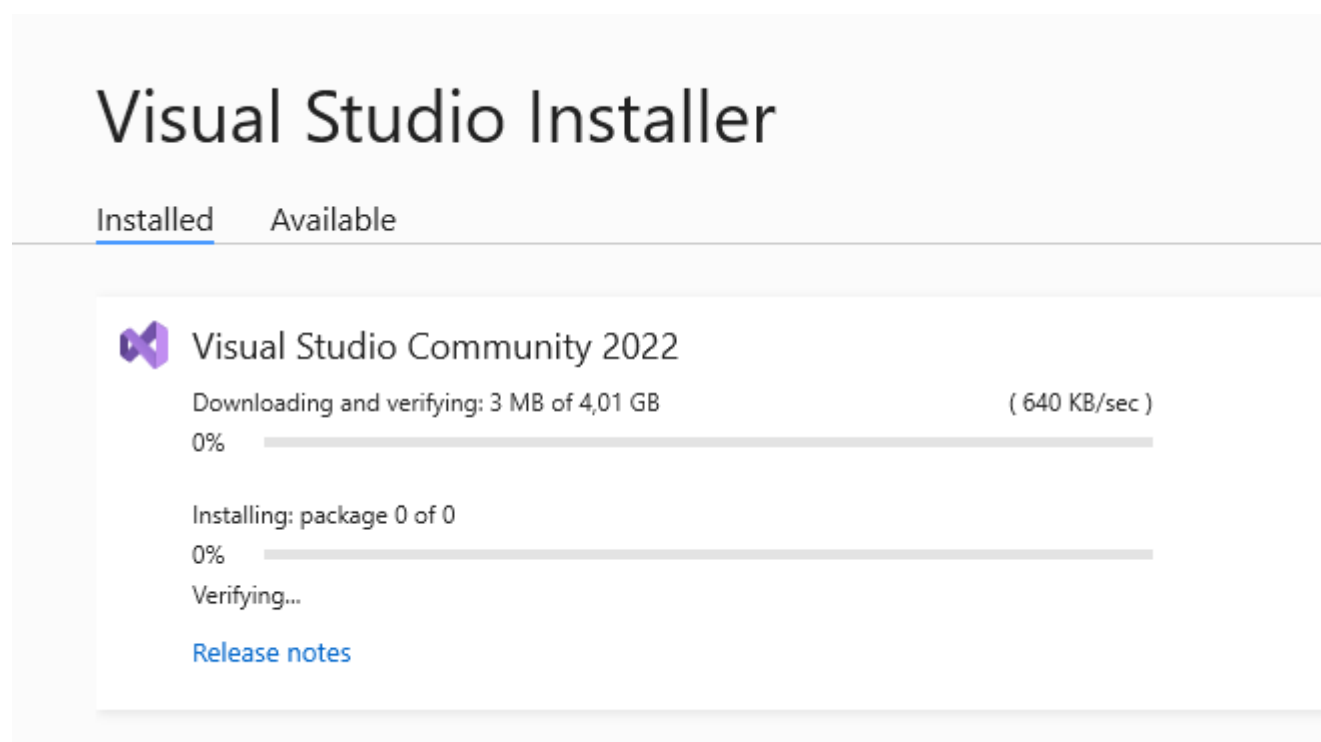 Visual Studio Installer
Installed Available
Visual Studio Community 2022
Downloading and verifying: 3 MB of 4,01 GB ( 640 KB/sec )
0%
Installing: package 0 of 0
0%
Verifying...
Release notes